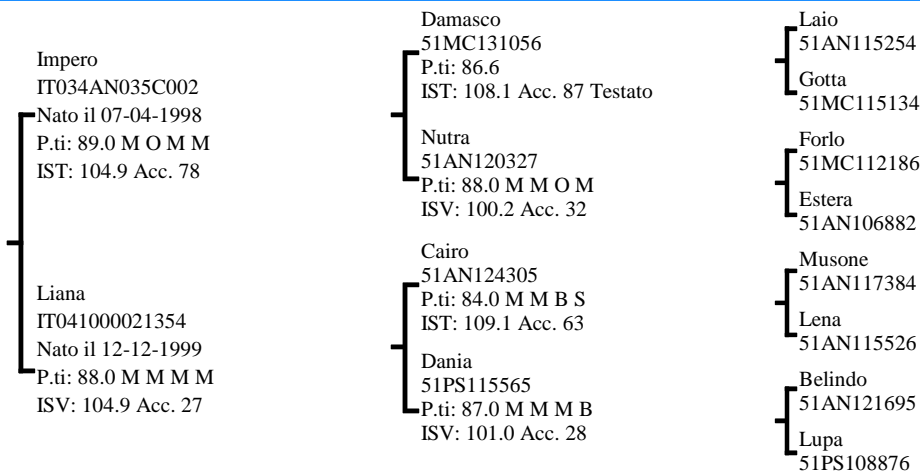 Impero
IT034AN035C002
Nato il 07-04-1998
P.ti: 89.0 M O M M
IST: 104.9 Acc. 78
Liana
IT041000021354
Nato il 12-12-1999
P.ti: 88.0 M M M M
ISV: 104.9 Acc. 27
Damasco
51MC131056
P.ti: 86.6
IST: 108.1 Acc. 87 Testato
Nutra
51AN120327
P.ti: 88.0 M M O M
ISV: 100.2 Acc. 32
Cairo
51AN124305
P.ti: 84.0 M M B S
IST: 109.1 Acc. 63
Dania
51PS115565
P.ti: 87.0 M M M B
ISV: 101.0 Acc. 28
Laio
51AN115254
Gotta
51MC115134
Forlo
51MC112186
Estera
51AN106882
Musone
51AN117384
Lena
51AN115526
Belindo
51AN121695
Lupa
51PS108876